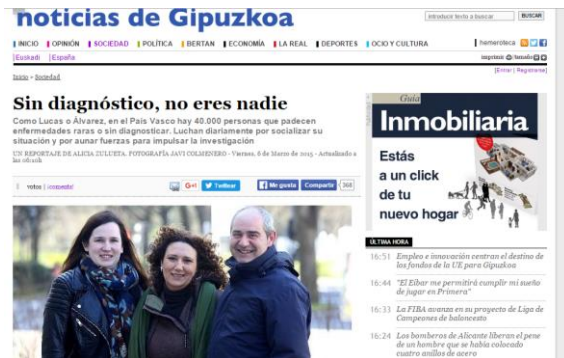 noticias de Gipuzkoa
introducir texto a buscar BUSCAR
INICIO OPINIÓN SOCIEDAD POLÍTICA BERTAN ECONOMÍA LA REAL DEPORTES OCIO Y CULTURA hemeroteca
Euskadi España
imprimir tamaño
[Entrar | Registrarse]
Inicio » Sociedad
Sin diagnóstico, no eres nadie
Como Lucas o Álvarez, en el País Vasco hay 40.000 personas que padecen
enfermedades raras o sin diagnosticar. Luchan diariamente por socializar su
situación y por aunar fuerzas para impulsar la investigación
UN REPORTAJE DE ALICIA ZULUETA. FOTOGRAFÍA JAVI COLMENERO - Viernes, 6 de Marzo de 2015 - Actualizado a
las
votos | ¡comenta!
G+1 Twittear Me gusta Compartir 368
Guía
Inmobiliaria
Estás
a un click
de tu
nuevo hogar
ÚLTIMA HORA
16:51 Empleo e innovación centran el destino de
los fondos de la UE para Gipuzkoa
16:44 "El Eibar me permitirá cumplir mi sueño
de jugar en Primera"
16:33 La FIBA avanza en su proyecto de Liga de
Campeones de baloncesto
16:24 Los bomberos de Alicante liberan el pene
de un hombre que se había colocado
cuatro anillos de acero